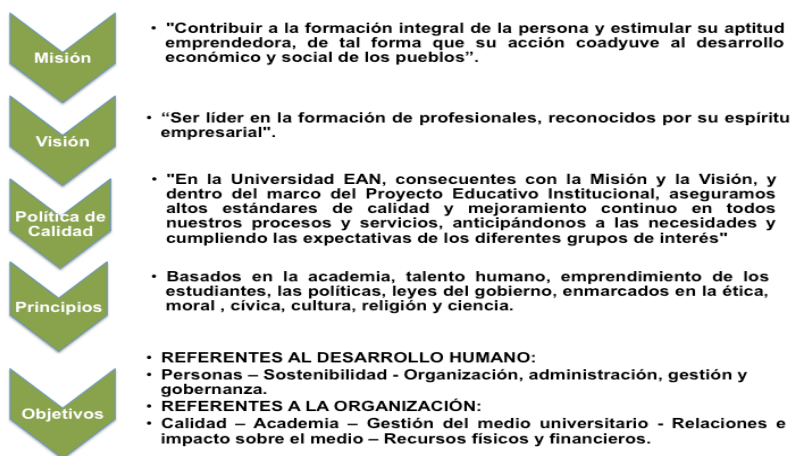 Misión
• "Contribuir a la formación integral de la persona y estimular su aptitud
emprendedora, de tal forma que su acción coadyuve al desarrollo
económico y social de los pueblos”.
Visión
• “Ser líder en la formación de profesionales, reconocidos por su espíritu
empresarial".
Política de
Calidad
• "En la Universidad EAN, consecuentes con la Misión y la Visión, y
dentro del marco del Proyecto Educativo Institucional, aseguramos
altos estándares de calidad y mejoramiento continuo en todos
nuestros procesos y servicios, anticipándonos a las necesidades y
cumpliendo las expectativas de los diferentes grupos de interés"
Principios
• Basados en la academia, talento humano, emprendimiento de los
estudiantes, las políticas, leyes del gobierno, enmarcados en la ética,
moral , cívica, cultura, religión y ciencia.
Objetivos
• REFERENTES AL DESARROLLO HUMANO:
• Personas – Sostenibilidad - Organización, administración, gestión y
gobernanza.
• REFERENTES A LA ORGANIZACIÓN:
• Calidad – Academia – Gestión del medio universitario - Relaciones e
impacto sobre el medio – Recursos físicos y financieros.